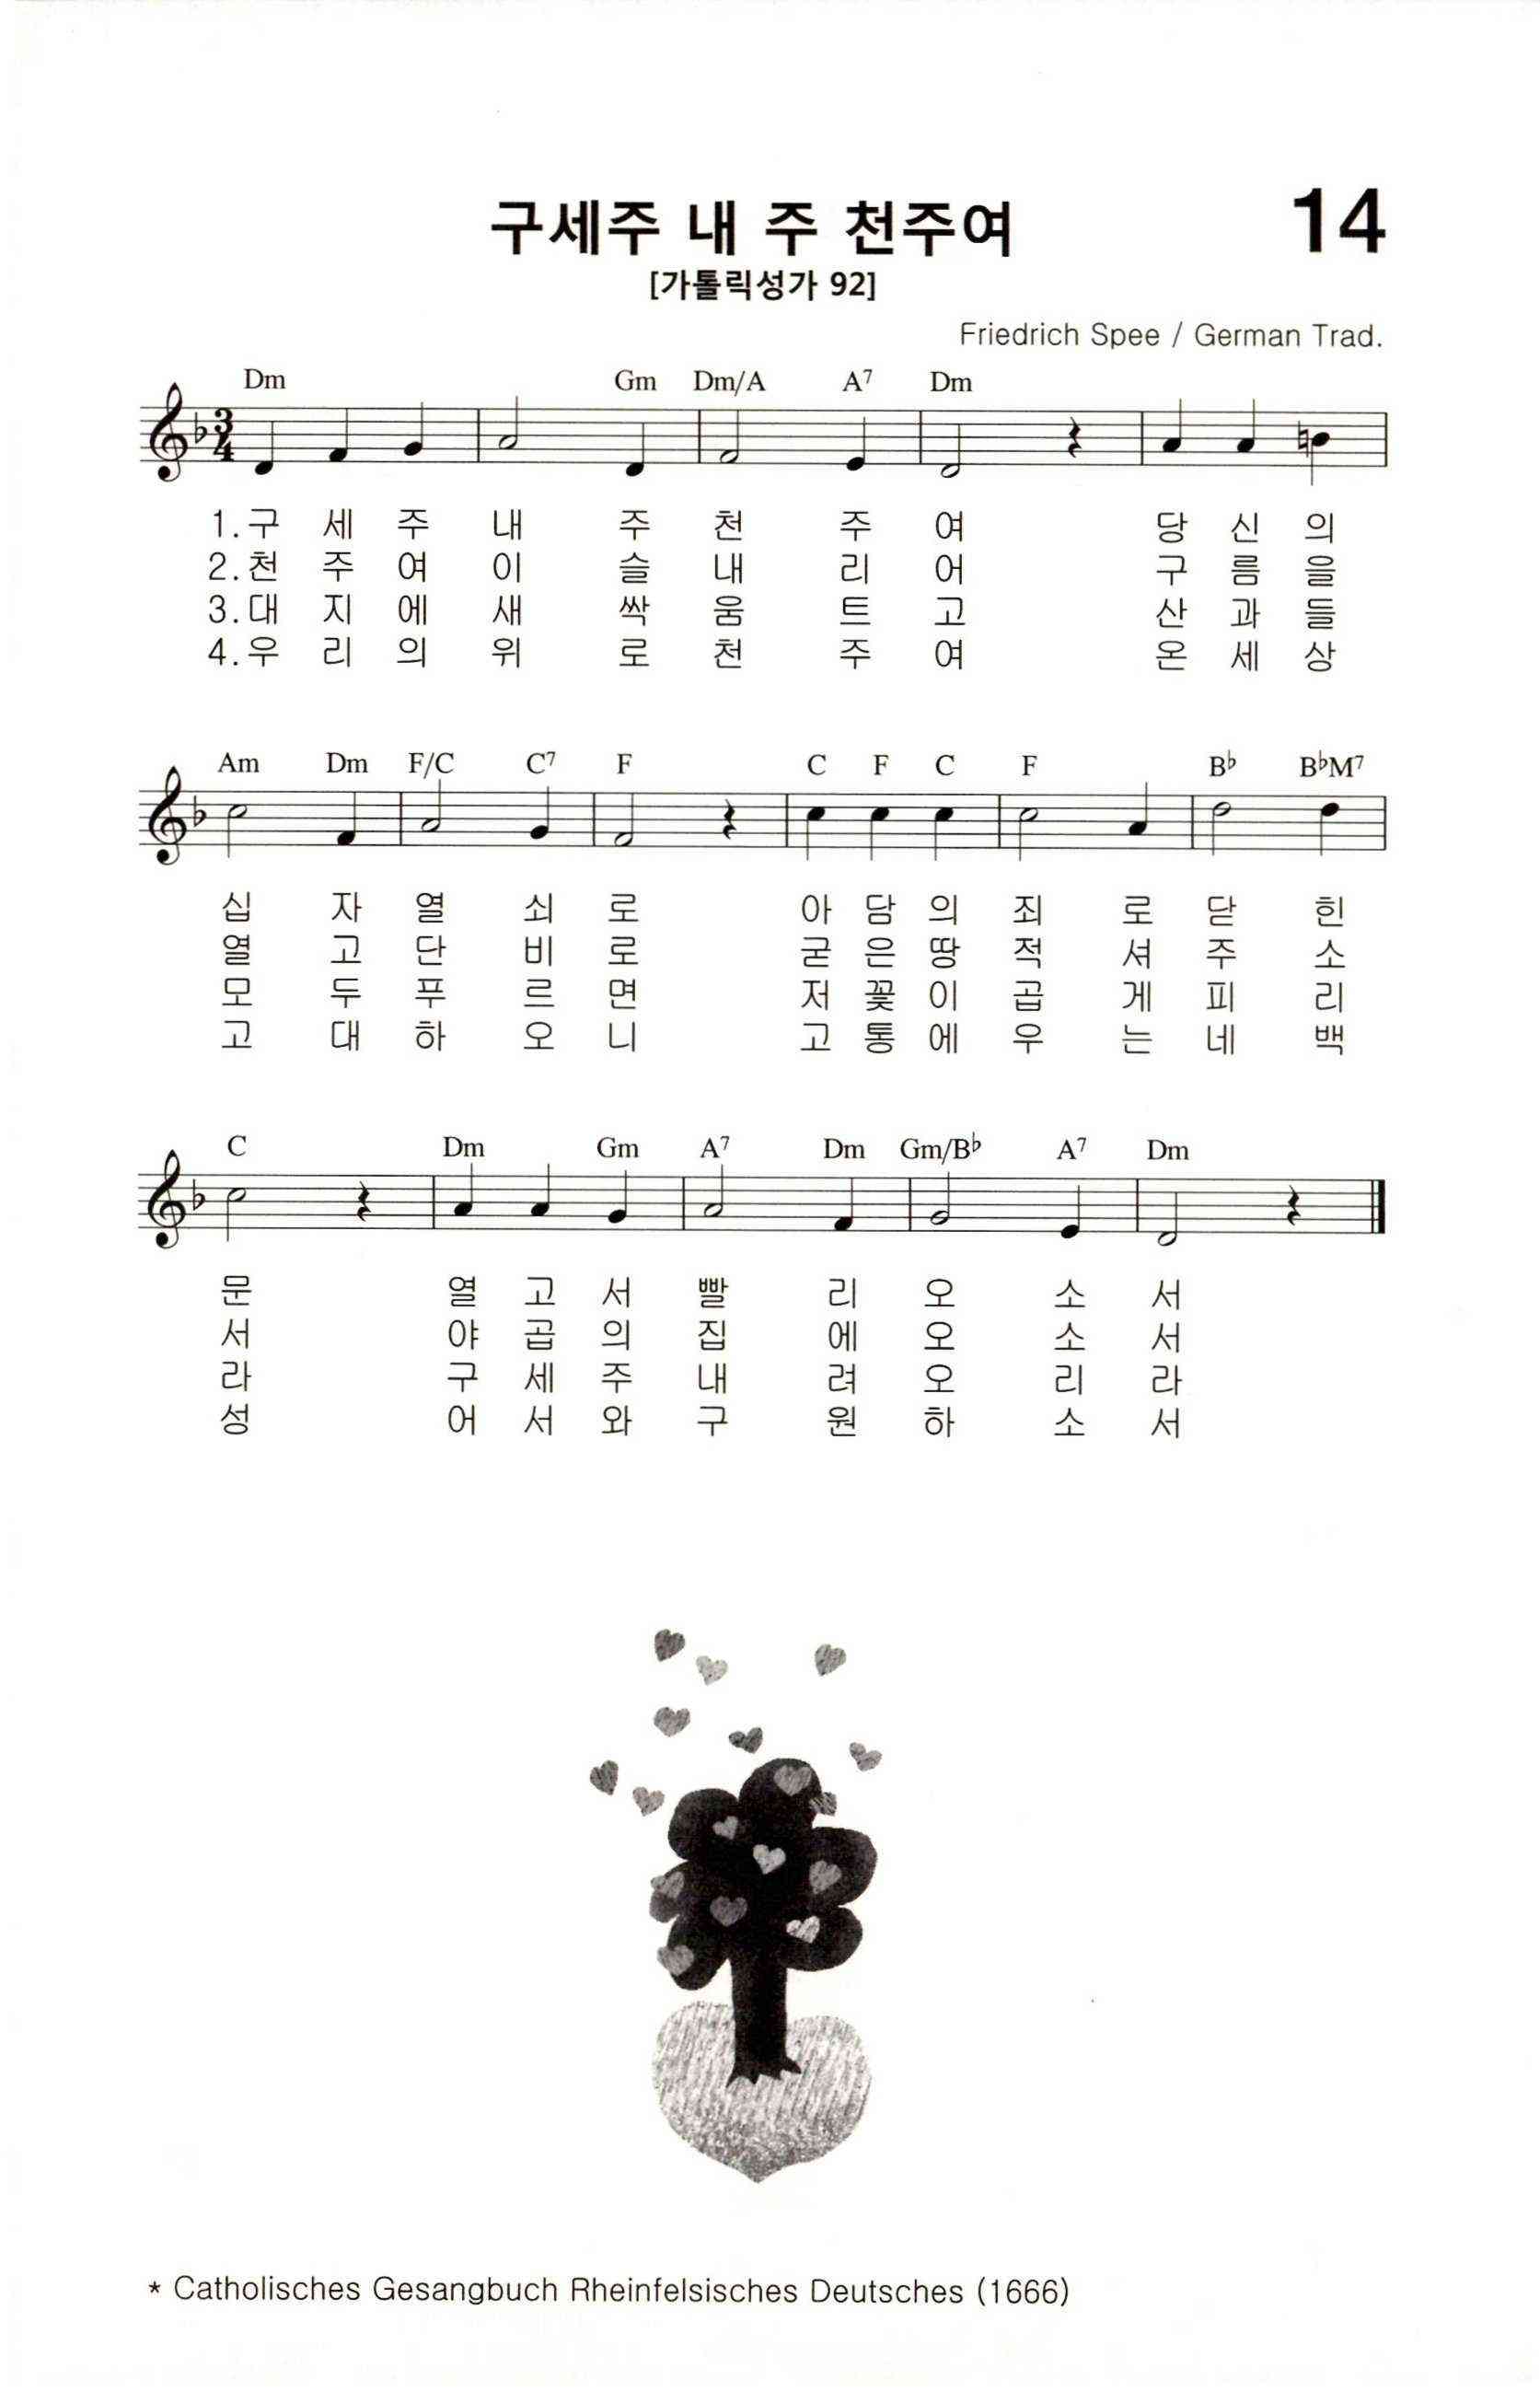 구세주 내 주 천주여
14
[가톨릭성가 92]
Friedrich Spee / German Trad.
Dm Gm Dm/A A7 Dm
3
4
1.구 세 주 내 주 천 주 여 당 신 의
2.천 주 여 이 슬 내 리 어 구 름 을
3.대 지 에 새 싹 움 트 고 산 과 들
4.우 리 의 위 로 천 주 여 온 세 상
Am Dm F/C C7 F C F C F B♭ B♭M7
십 자 열 쇠 로 아 담 의 죄 로 닫 힌
열 고 단 비 로 굳 은 땅 적 셔 주 소
모 두 푸 르 면 저 꽃 이 곱 게 피 리
고 대 하 오 니 고 통 에 우 는 네 백
C Dm Gm A7 Dm Gm/B♭ A7 Dm
문 열 고 서 빨 리 오 소 서
서 야 곱 의 집 에 오 소 서
라 구 세 주 내 려 오 리 라
성 어 서 와 구 원 하 소 서
* Catholisches Gesangbuch Rheinfelsisches Deutsches (1666)